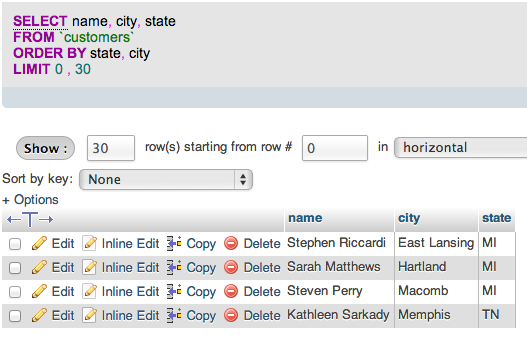 SELECT name, city, state
FROM `customers`
ORDER BY state, city
LIMIT 0 , 30
Show : 30 row(s) starting from row # 0 in horizontal
Sort by key: None
+ Options
←T→ name city state
Edit Inline Edit Copy Delete Stephen Riccardi East Lansing MI
Edit Inline Edit Copy Delete Sarah Matthews Hartland MI
Edit Inline Edit Copy Delete Steven Perry Macomb MI
Edit Inline Edit Copy Delete Kathleen Sarkady Memphis TN